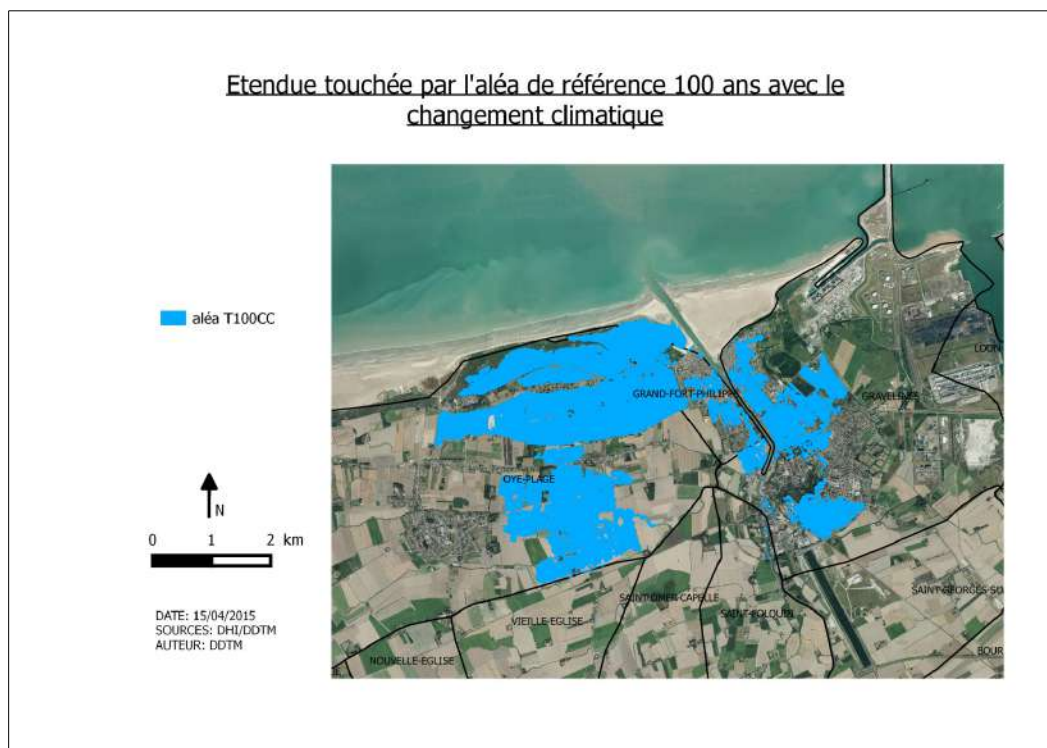 Etendue touchée par l'aléa de référence 100 ans avec le
changement climatique
aléa T100CC
N
0 1 2 km
DATE: 15/04/2015
SOURCES: DHI/DDTM
AUTEUR: DDTM
LOON
GRAND-FORT-PHILIPPE
GRAVELINES
OYE-PLAGE
SAINT-OMER-CAPELLE
SAINT-GEORGES-SU
SAINT-FOLQUIN
VIEILLE-EGLISE
BOUR
NOUVELLE-EGLISE